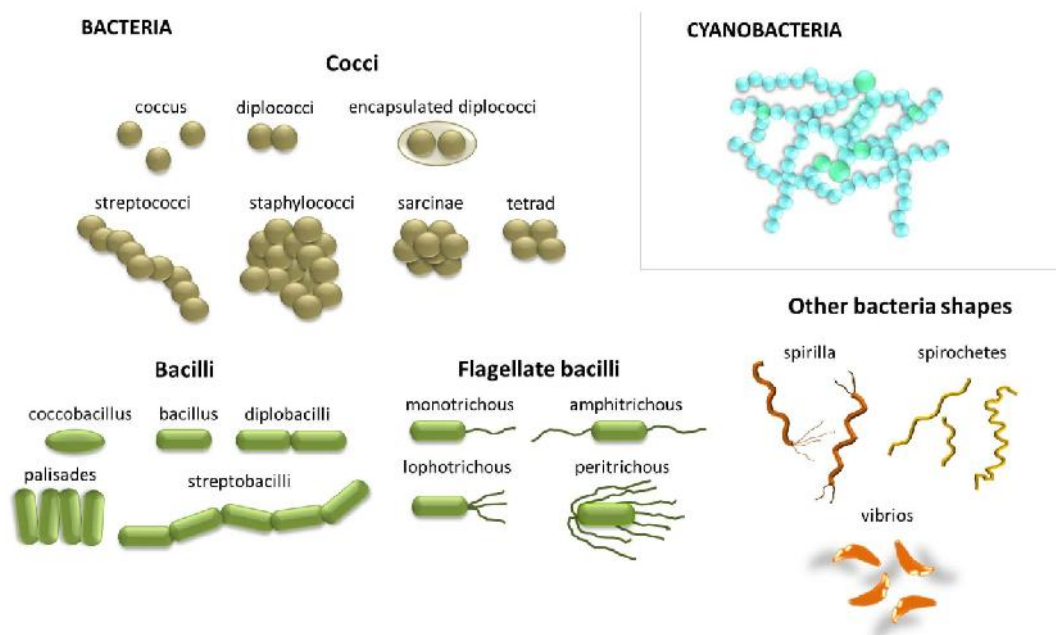 BACTERIA
Cocci
coccus
diplococci
encapsulated diplococci
streptococci
staphylococci
sarcinae
tetrad
CYANOBACTERIA
Bacilli
coccobacillus
bacillus
diplobacilli
palisades
streptobacilli
Flagellate bacilli
monotrichous
amphitrichous
lophotrichous
peritrichous
Other bacteria shapes
spirilla
spirochetes
vibrios